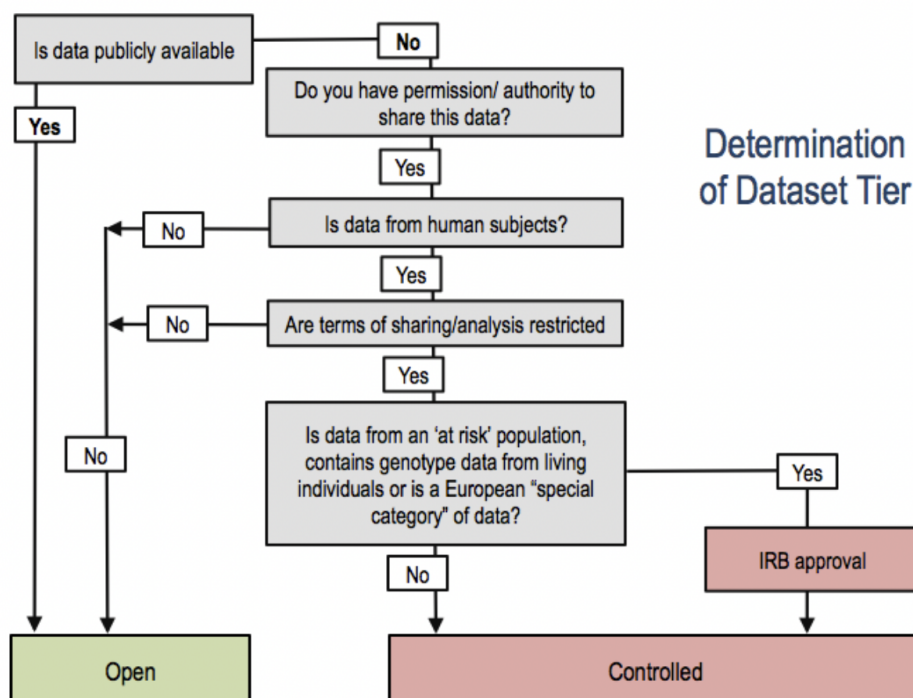 Is data publicly available
No
Do you have permission/ authority to
share this data?
Yes
Yes
Determination
of Dataset Tier
Is data from human subjects?
No
Yes
Are terms of sharing/analysis restricted
No
Yes
Is data from an ‘at risk’ population,
contains genotype data from living
individuals or is a European “special
category" of data?
No
Yes
IRB approval
No
Open
Controlled